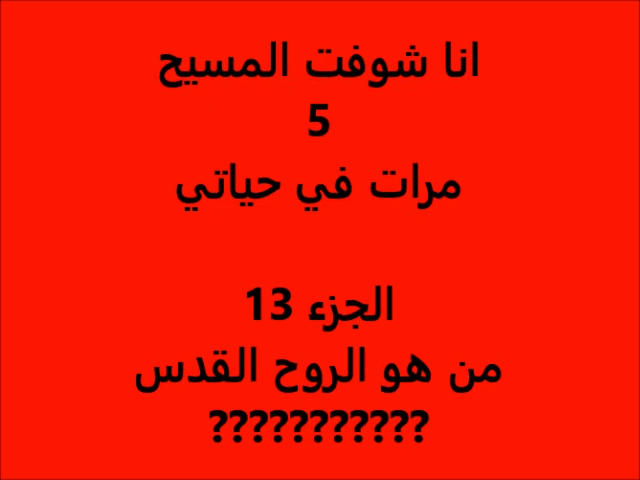 انا شوفت المسيح
5
مرات في حياتي
الجزء 13
من هو الروح القدس
???????????